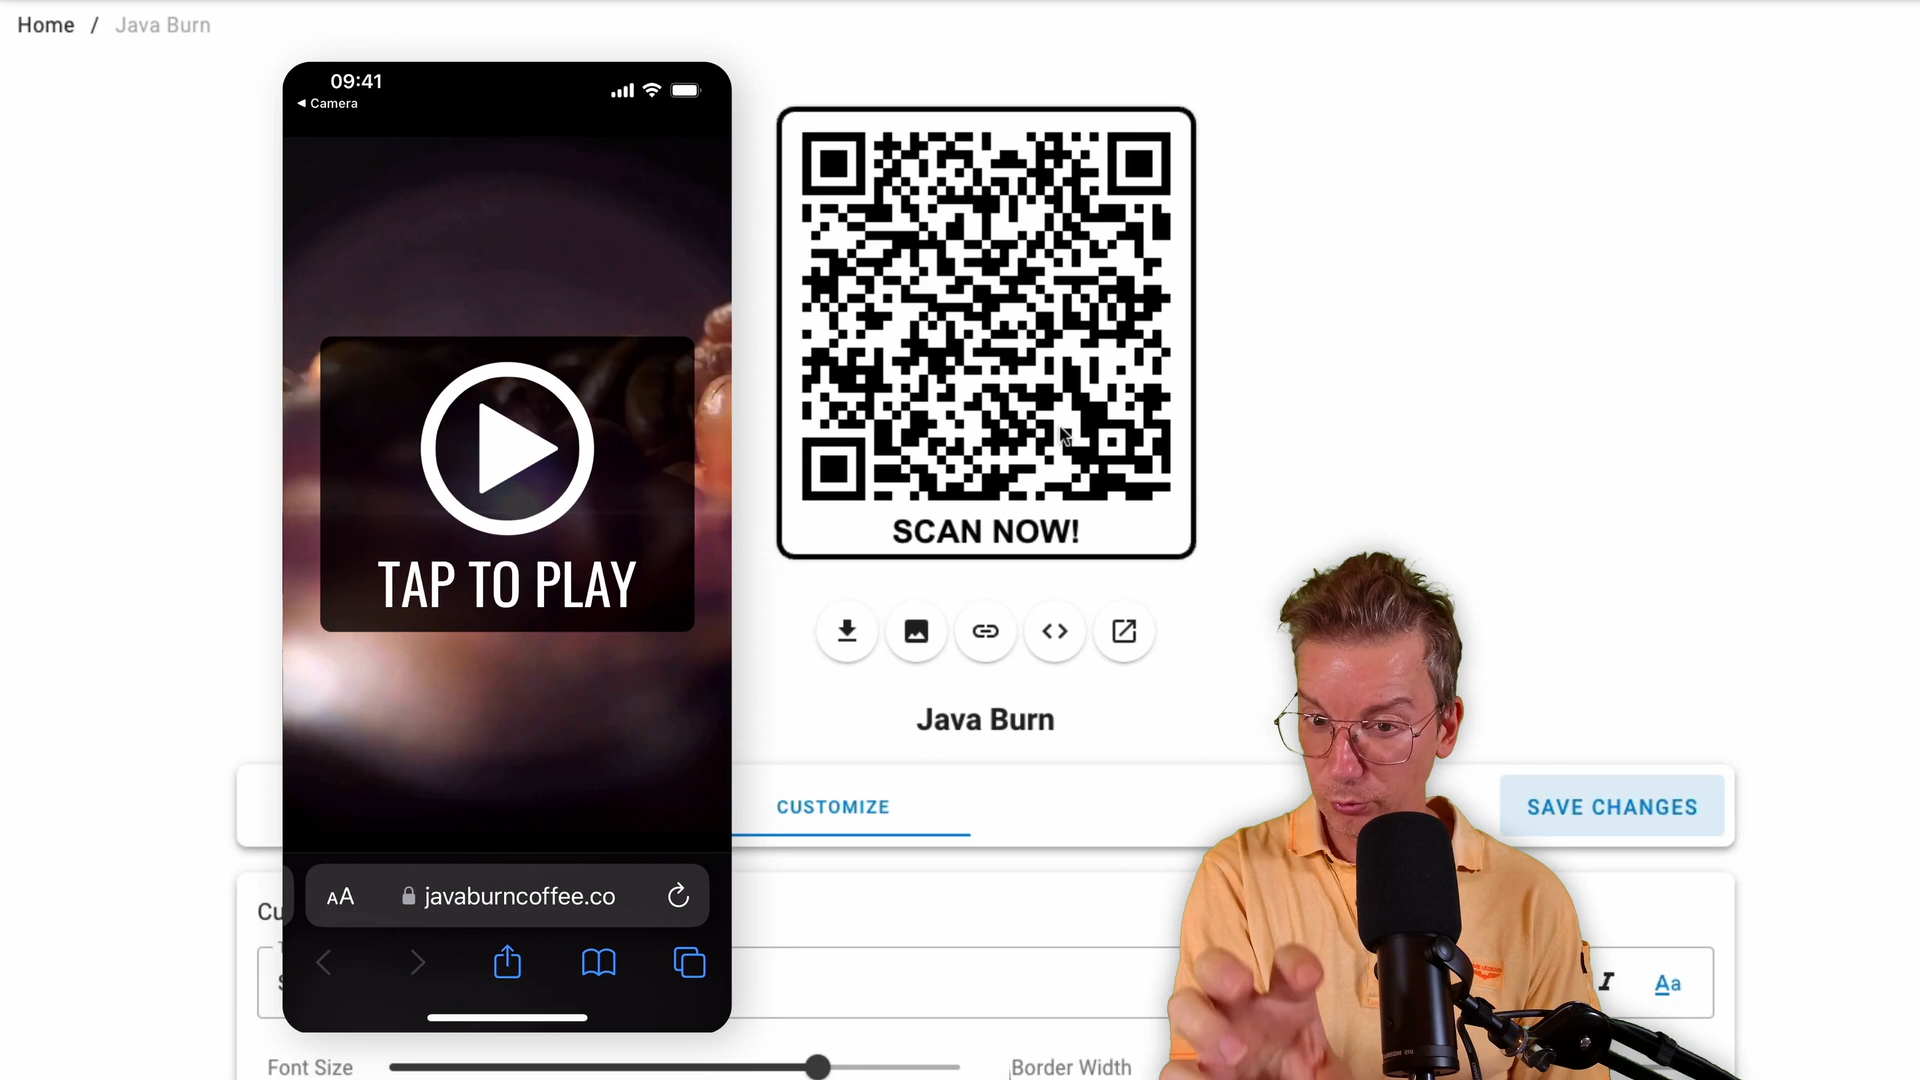 Home / Java Burn
09:41
Camera
TAP TO PLAY
SCAN NOW!
Java Burn
CUSTOMIZE
SAVE CHANGES
AA javaburncoffee.co
Cu
I Aa
Font Size
Border Width